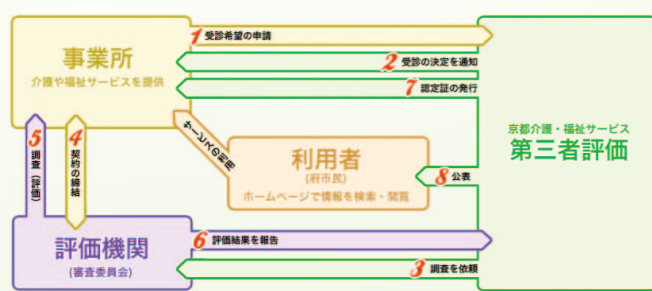 1 受診希望の申請
事業所
介護や福祉サービスを提供
2 受診の決定を通知
7 認定証の発行
京都介護・福祉サービス
第三者評価
5 調査(評価)
4 契約の締結
サービスの利用
利用者
(府市民)
ホームページで情報を検索・閲覧
8 公表
評価機関
(審査委員会)
6 評価結果を報告
3 調査を依頼